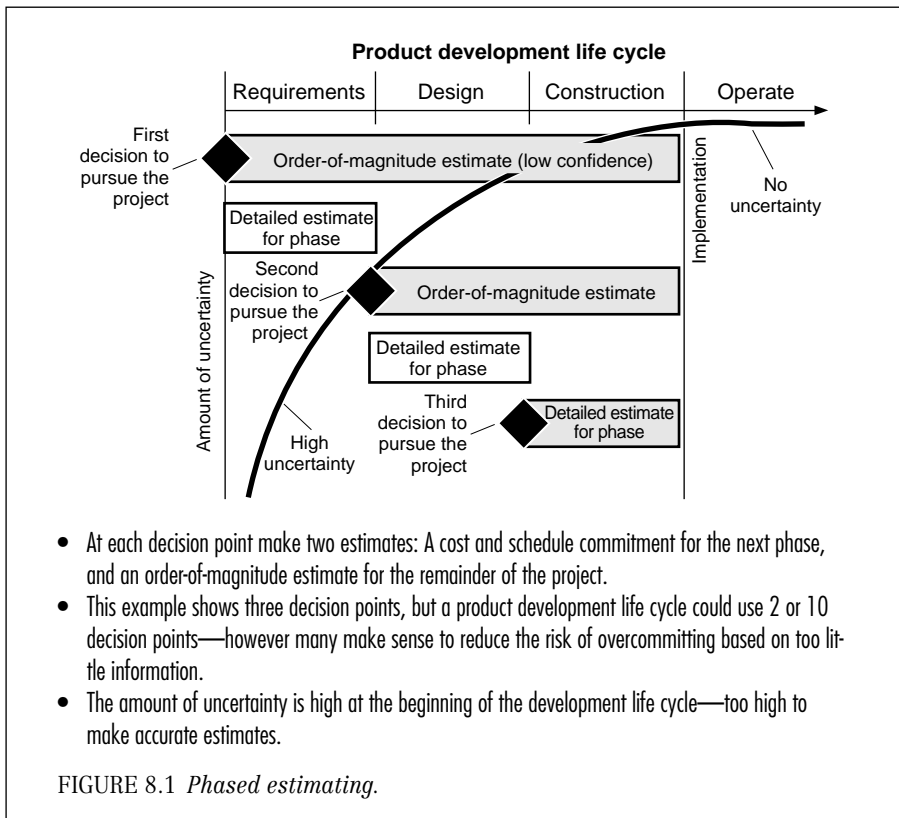 Product development life cycle
Requirements
Design
Construction
Operate
First
decision to
pursue the
project
Order-of-magnitude estimate (low confidence)
Implementation
No
uncertainty
Detailed estimate
for phase
Amount of uncertainty
Second
decision to
pursue the
project
Order-of-magnitude estimate
Detailed estimate
for phase
Third
decision to
pursue the
project
Detailed estimate
for phase
High
uncertainty
• At each decision point make two estimates: A cost and schedule commitment for the next phase,
and an order-of-magnitude estimate for the remainder of the project.
• This example shows three decision points, but a product development life cycle could use 2 or 10
decision points—however many make sense to reduce the risk of overcommitting based on too lit-
tle information.
• The amount of uncertainty is high at the beginning of the development life cycle—too high to
make accurate estimates.
FIGURE 8.1 Phased estimating.